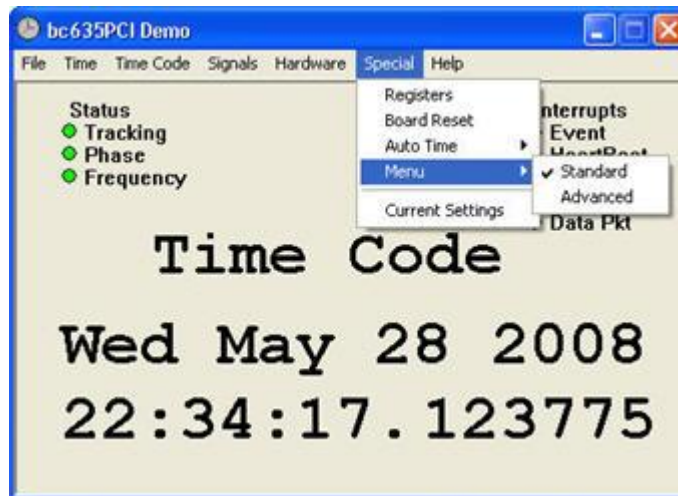 bc635PCI Demo
File Time Time Code Signals Hardware Special Help
Status
Tracking
Phase
Frequency
Registers
Board Reset
Auto Time
Menu
Current Settings
Standard
Advanced
nterrupts
Event
Data Pkt
Time Code
Wed May 28 2008
22:34:17.123775